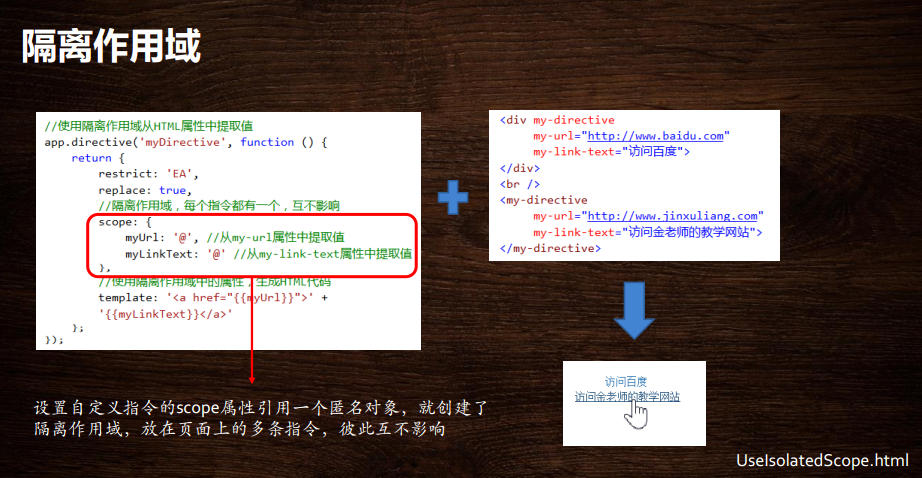 隔离作用域
//使用隔离作用域从HTML属性中提取值
app.directive('myDirective', function () {
return {
restrict: 'EA',
replace: true,
//隔离作用域，每个指令都有一个，互不影响
scope: {
myUrl: '@', //从my-url属性中提取值
myLinkText: '@' //从my-link-text属性中提取值
},
//使用隔离作用域中的属性，生成HTML代码
template: '<a href="{{myUrl}}">' +
'{{myLinkText}}</a>'
};
});
<div my-directive
my-url="http://www.baidu.com"
my-link-text="访问百度">
</div>
<br />
<my-directive
my-url="http://www.jinxuliang.com"
my-link-text="访问金老师的教学网站">
</my-directive>
访问百度
访问金老师的教学网站
设置自定义指令的scope属性引用一个匿名对象，就创建了
隔离作用域，放在页面上的多条指令，彼此互不影响
UseIsolatedScope.html